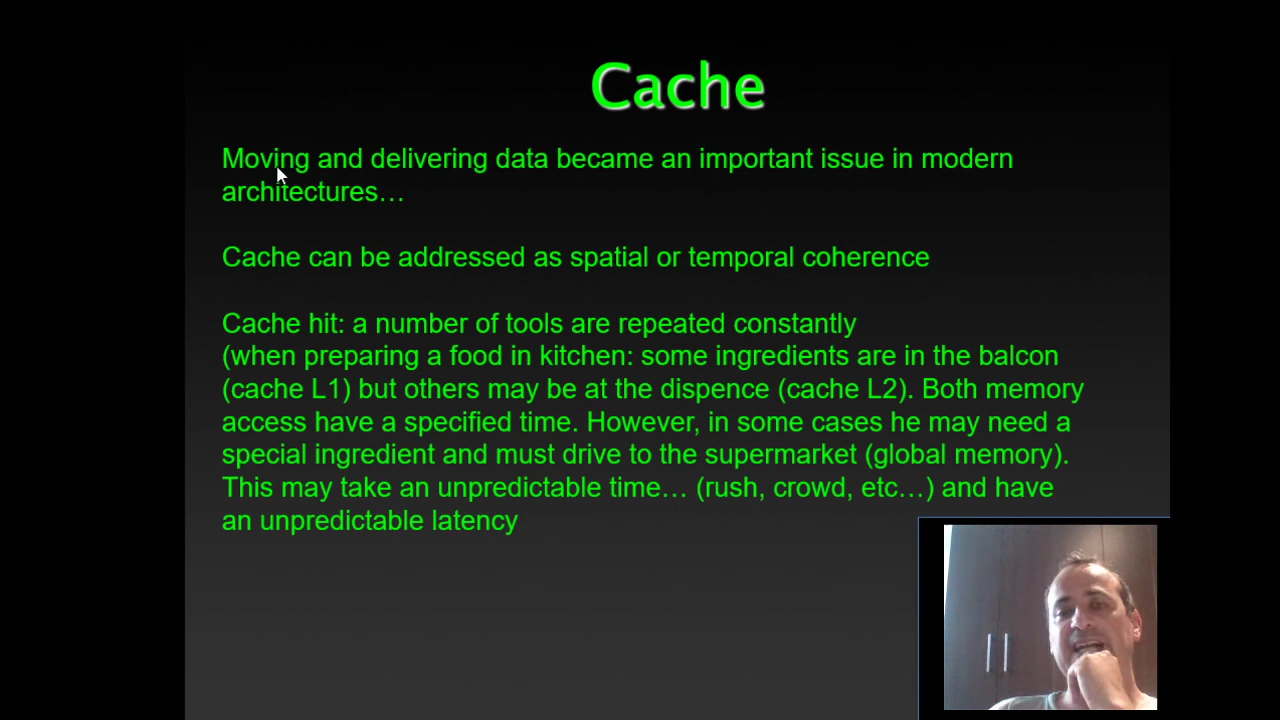 Cache
Moving and delivering data became an important issue in modern
architectures…
Cache can be addressed as spatial or temporal coherence
Cache hit: a number of tools are repeated constantly
(when preparing a food in kitchen: some ingredients are in the balcon
(cache L1) but others may be at the dispence (cache L2). Both memory
access have a specified time. However, in some cases he may need a
special ingredient and must drive to the supermarket (global memory).
This may take an unpredictable time… (rush, crowd, etc…) and have
an unpredictable latency